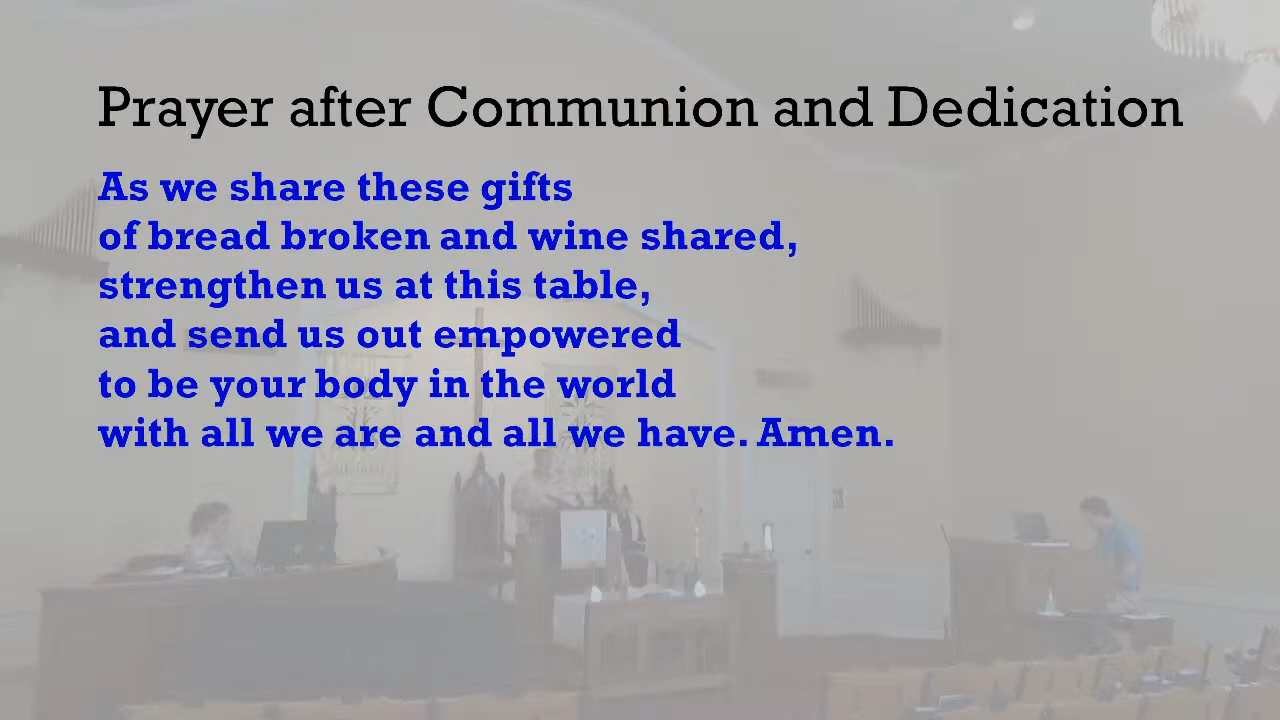 Prayer after Communion and Dedication
As we share these gifts
of bread broken and wine shared,
strengthen us at this table,
and send us out empowered
to be your body in the world
with all we are and all we have. Amen.